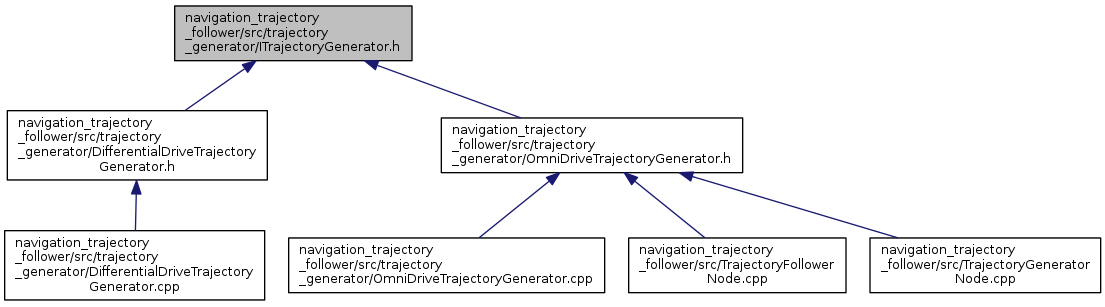 navigation_trajectory
_follower/src/trajectory
_generator/ITrajectoryGenerator.h
navigation_trajectory
_follower/src/trajectory
_generator/DifferentialDriveTrajectory
Generator.h
navigation_trajectory
_follower/src/trajectory
_generator/OmniDriveTrajectoryGenerator.h
navigation_trajectory
_follower/src/trajectory
_generator/DifferentialDriveTrajectory
Generator.cpp
navigation_trajectory
_follower/src/trajectory
_generator/OmniDriveTrajectoryGenerator.cpp
navigation_trajectory
_follower/src/TrajectoryFollower
Node.cpp
navigation_trajectory
_follower/src/TrajectoryGenerator
Node.cpp